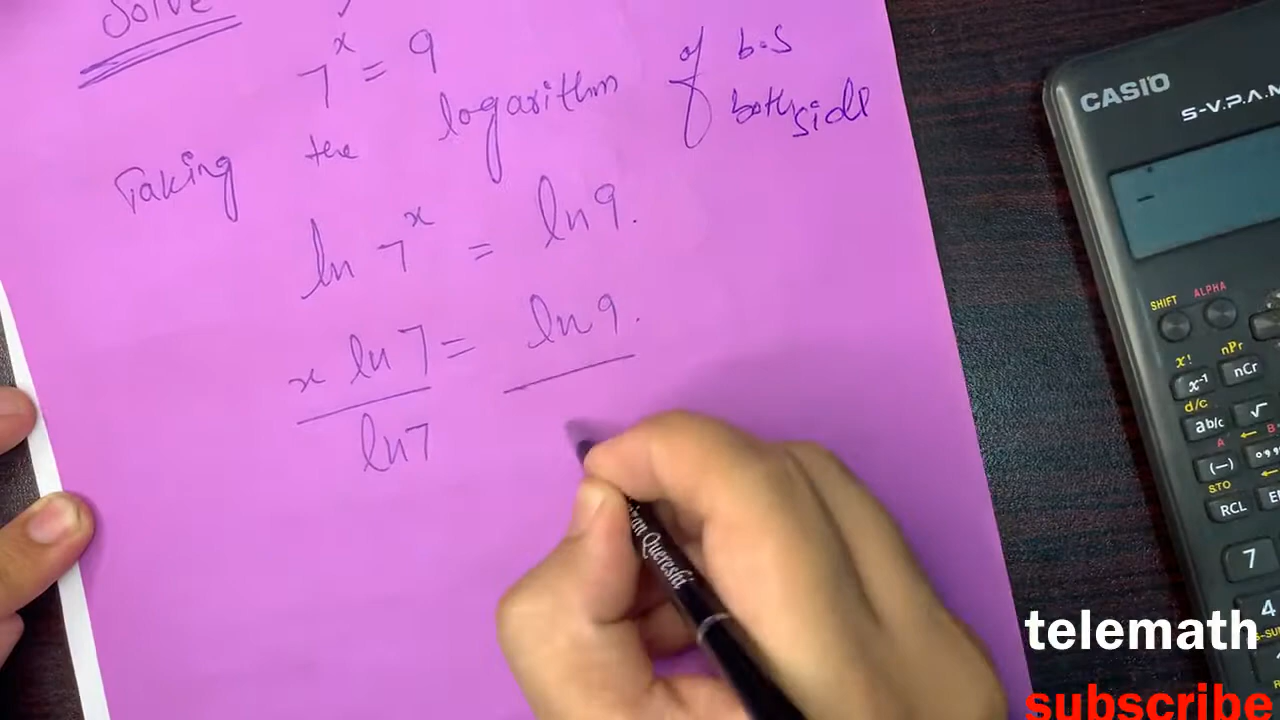 Solve
7^x = 9
Taking the logarithm of b.S
both side
ln 7^x = ln 9.
x ln 7 = ln 9.
ln 7
Quereshi
CASIO
S-V.P.A.M
SHIFT ALPHA
x! nPr
x⁻¹ nCr
d/c
ab/c √
A B
(−) °,,,
STO
RCL
7
4
telemath
subscribe